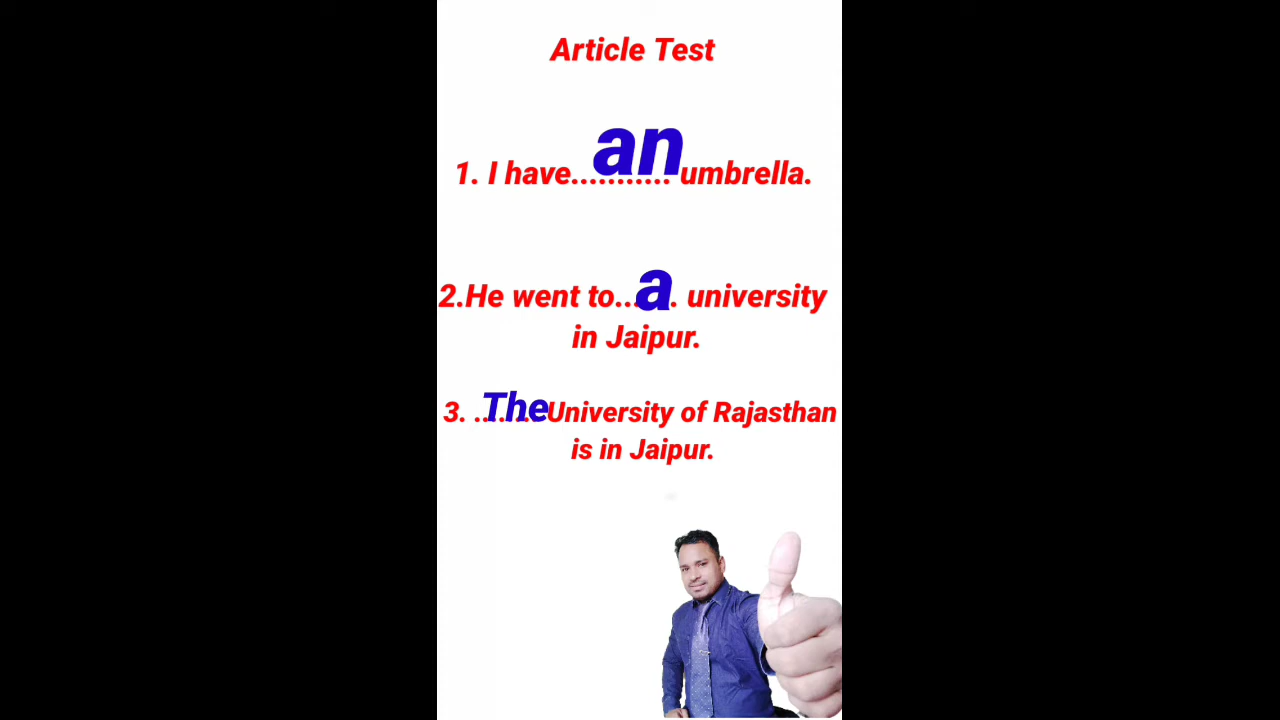 Article Test
1. I have...........an umbrella.
2.He went to...a. university
in Jaipur.
3. ........The University of Rajasthan
is in Jaipur.